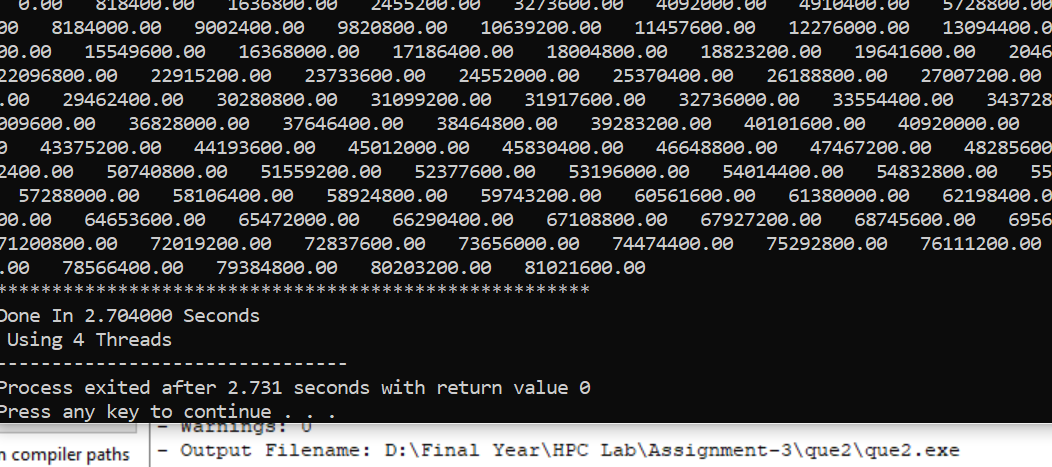 0.00 818400.00 1636800.00 2455200.00 3273600.00 4092000.00 4910400.00 5728800.00
00 8184000.00 9002400.00 9820800.00 10639200.00 11457600.00 12276000.00 13094400.0
00.00 15549600.00 16368000.00 17186400.00 18004800.00 18823200.00 19641600.00 2046
22096800.00 22915200.00 23733600.00 24552000.00 25370400.00 26188800.00 27007200.00
.00 29462400.00 30280800.00 31099200.00 31917600.00 32736000.00 33554400.00 343728
009600.00 36828000.00 37646400.00 38464800.00 39283200.00 40101600.00 40920000.00
0 43375200.00 44193600.00 45012000.00 45830400.00 46648800.00 47467200.00 48285600
2400.00 50740800.00 51559200.00 52377600.00 53196000.00 54014400.00 54832800.00 55
57288000.00 58106400.00 58924800.00 59743200.00 60561600.00 61380000.00 62198400.0
00.00 64653600.00 65472000.00 66290400.00 67108800.00 67927200.00 68745600.00 6956
71200800.00 72019200.00 72837600.00 73656000.00 74474400.00 75292800.00 76111200.00
.00 78566400.00 79384800.00 80203200.00 81021600.00
******************************************************
Done In 2.704000 Seconds
Using 4 Threads
--------------------------------
Process exited after 2.731 seconds with return value 0
Press any key to continue . . .
- Warnings: 0
n compiler paths
- Output Filename: D:\Final Year\HPC Lab\Assignment-3\que2\que2.exe